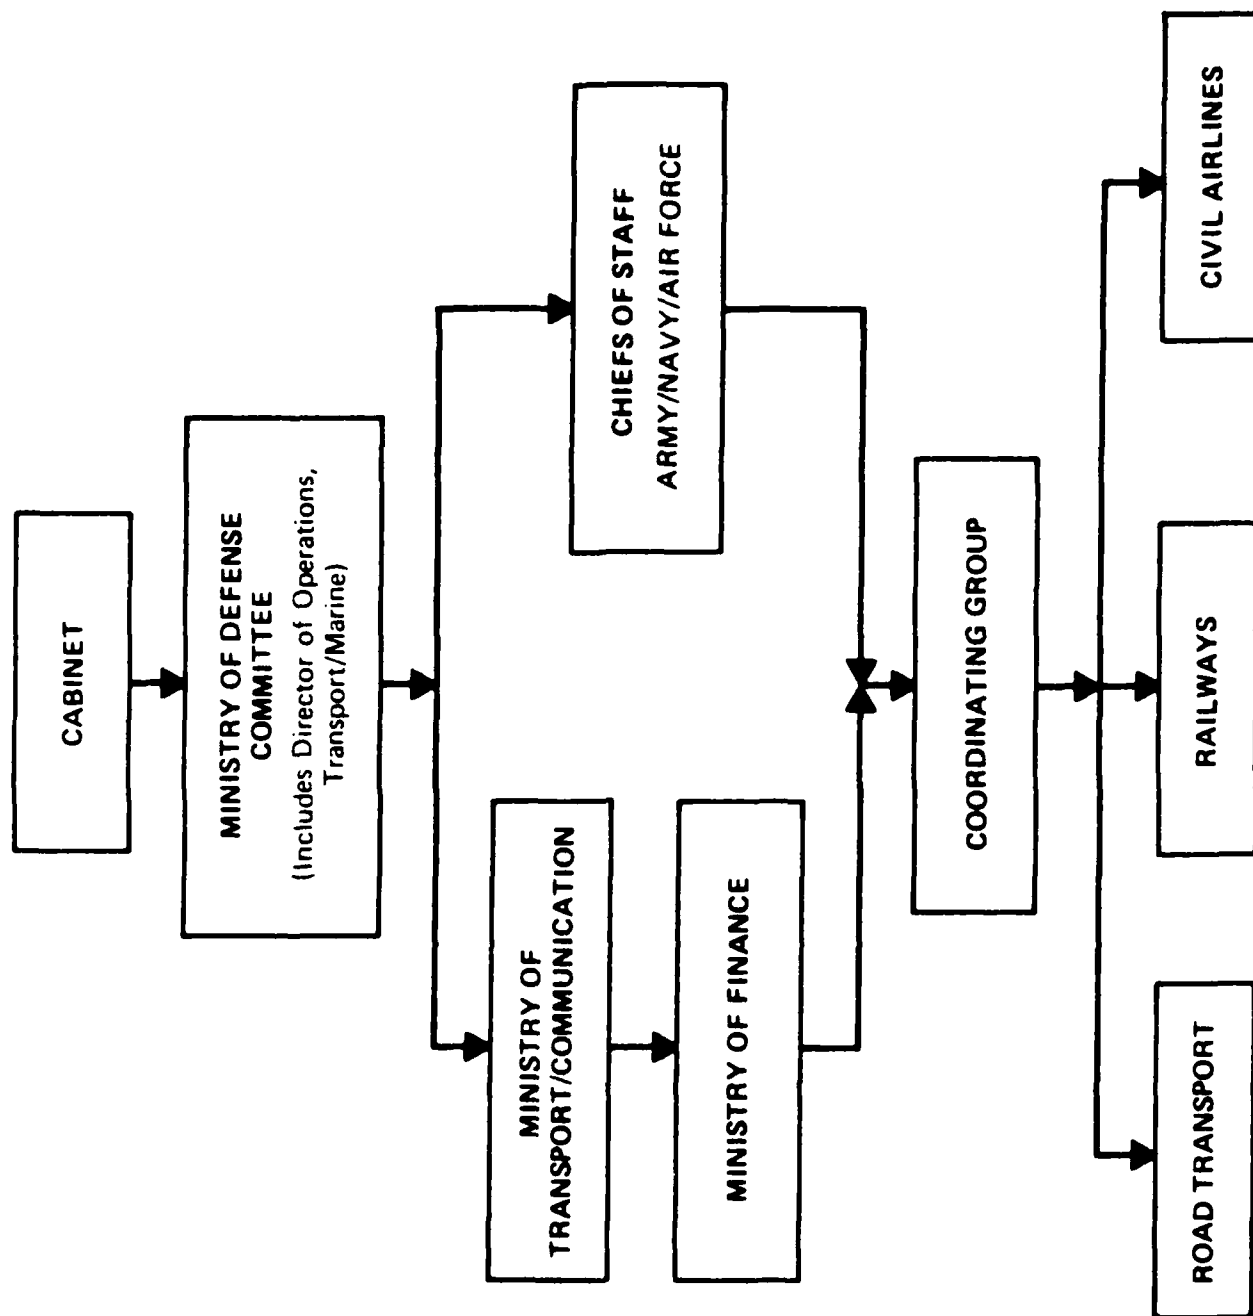 CABINET
MINISTRY OF DEFENSE
COMMITTEE
(Includes Director of Operations,
Transport/Marine)
MINISTRY OF
TRANSPORT/COMMUNICATION
MINISTRY OF FINANCE
CHIEFS OF STAFF
ARMY/NAVY/AIR FORCE
COORDINATING GROUP
ROAD TRANSPORT
RAILWAYS
CIVIL AIRLINES